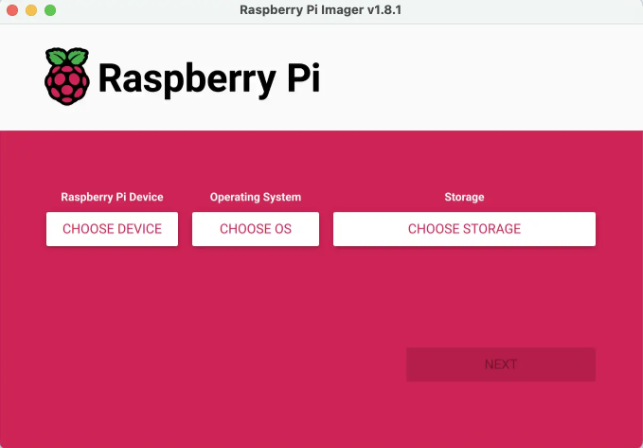 Raspberry Pi Imager v1.8.1
Raspberry Pi
Raspberry Pi Device
Operating System
Storage
CHOOSE DEVICE
CHOOSE OS
CHOOSE STORAGE
NEXT